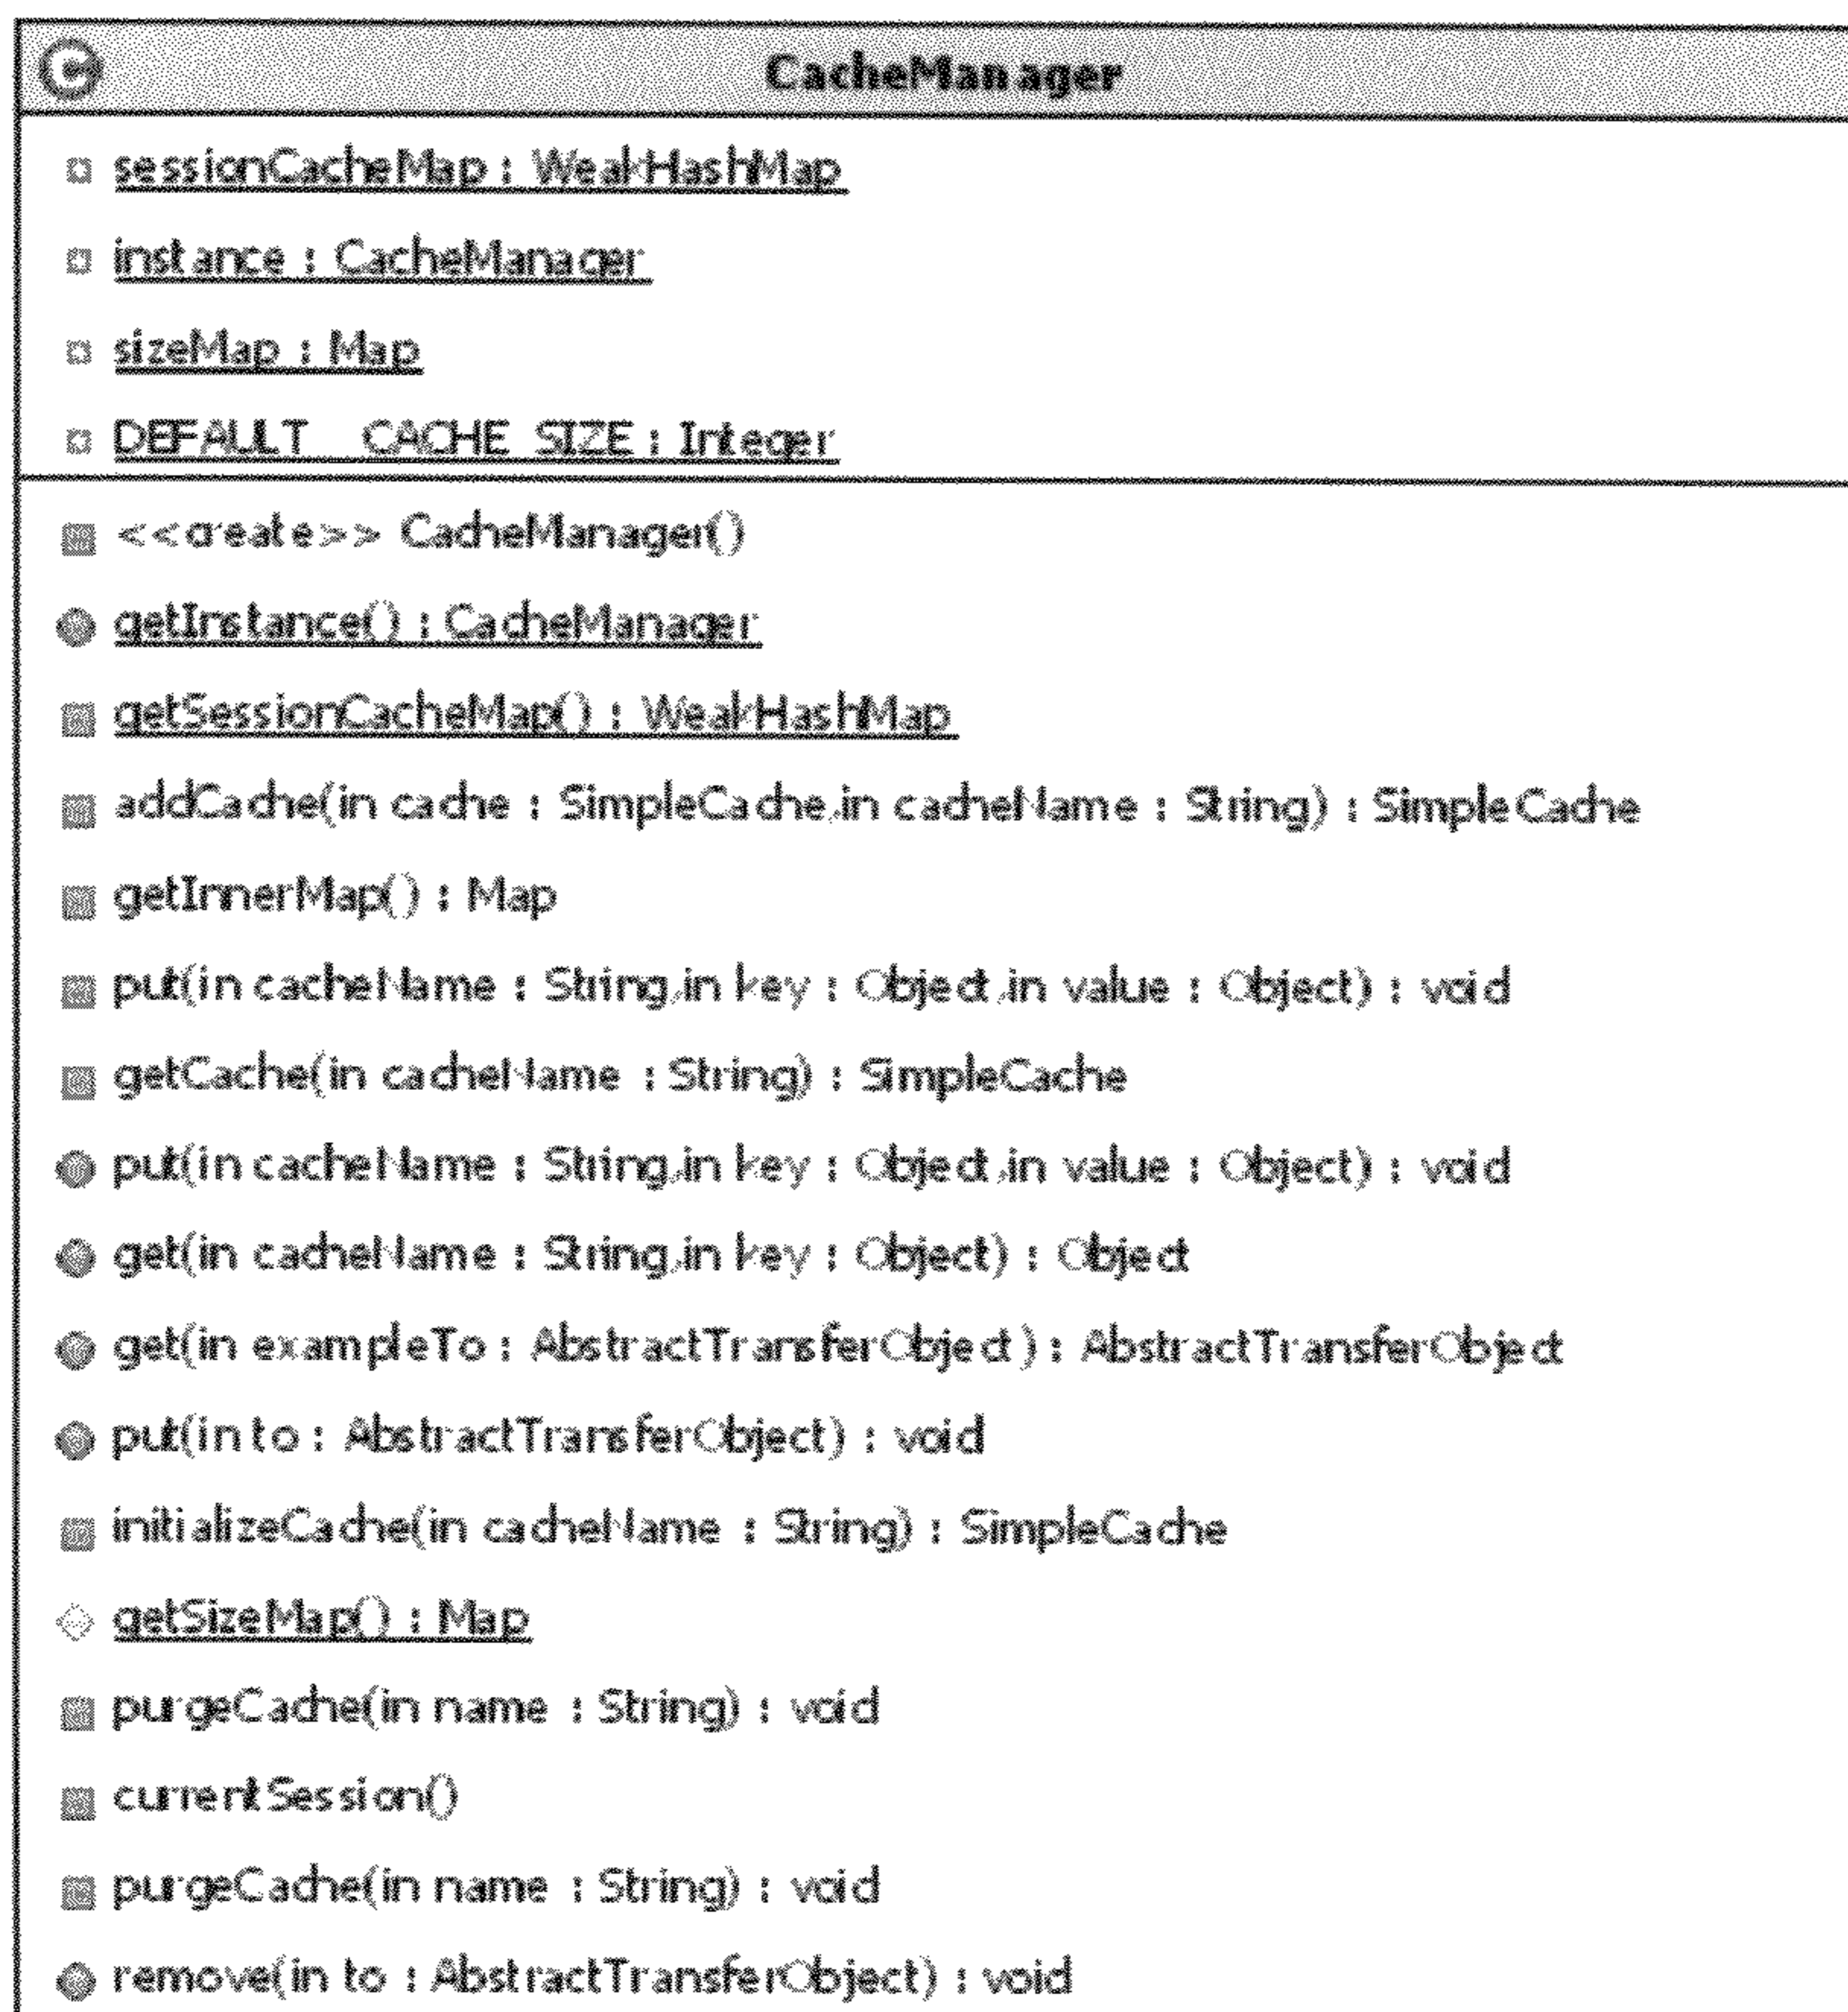 C CacheManager
sessionCacheMap : WeakHashMap
instance : CacheManager
sizeMap : Map
DEFAULT_CACHE_SIZE : Integer
<<create>> CacheManager()
getInstance() : CacheManager
getSessionCacheMap() : WeakHashMap
addCache(in cache : SimpleCache,in cacheName : String) : SimpleCache
getInnerMap() : Map
put(in cacheName : String,in key : Object,in value : Object) : void
getCache(in cacheName : String) : SimpleCache
put(in cacheName : String,in key : Object,in value : Object) : void
get(in cacheName : String,in key : Object) : Object
get(in exampleTo : AbstractTransferObject) : AbstractTransferObject
put(in to : AbstractTransferObject) : void
initializeCache(in cacheName : String) : SimpleCache
getSizeMap() : Map
purgeCache(in name : String) : void
currentSession()
purgeCache(in name : String) : void
remove(in to : AbstractTransferObject) : void